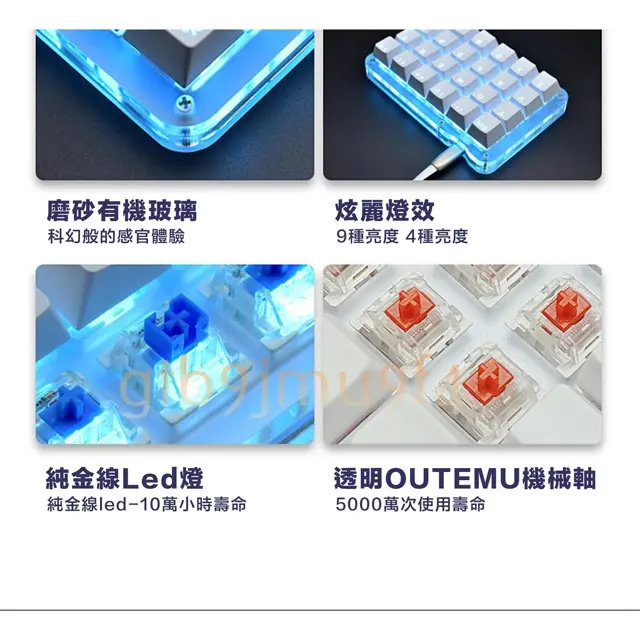 磨砂有機玻璃
科幻般的感官體驗
炫麗燈效
9種亮度 4種亮度
純金線Led燈
純金線led-10萬小時壽命
透明OUTEMU機械軸
5000萬次使用壽命